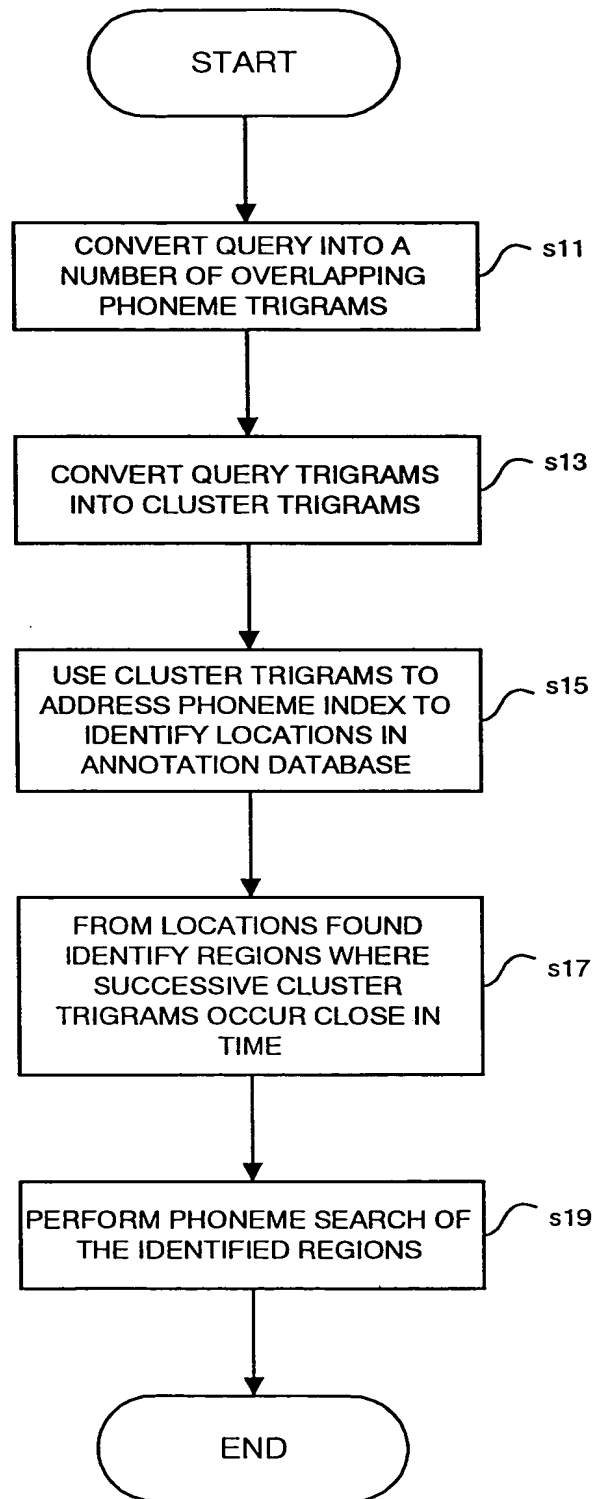 START
CONVERT QUERY INTO A
NUMBER OF OVERLAPPING
PHONEME TRIGRAMS
s11
CONVERT QUERY TRIGRAMS
INTO CLUSTER TRIGRAMS
s13
USE CLUSTER TRIGRAMS TO
ADDRESS PHONEME INDEX TO
IDENTIFY LOCATIONS IN
ANNOTATION DATABASE
s15
FROM LOCATIONS FOUND
IDENTIFY REGIONS WHERE
SUCCESSIVE CLUSTER
TRIGRAMS OCCUR CLOSE IN
TIME
s17
PERFORM PHONEME SEARCH OF
THE IDENTIFIED REGIONS
s19
END